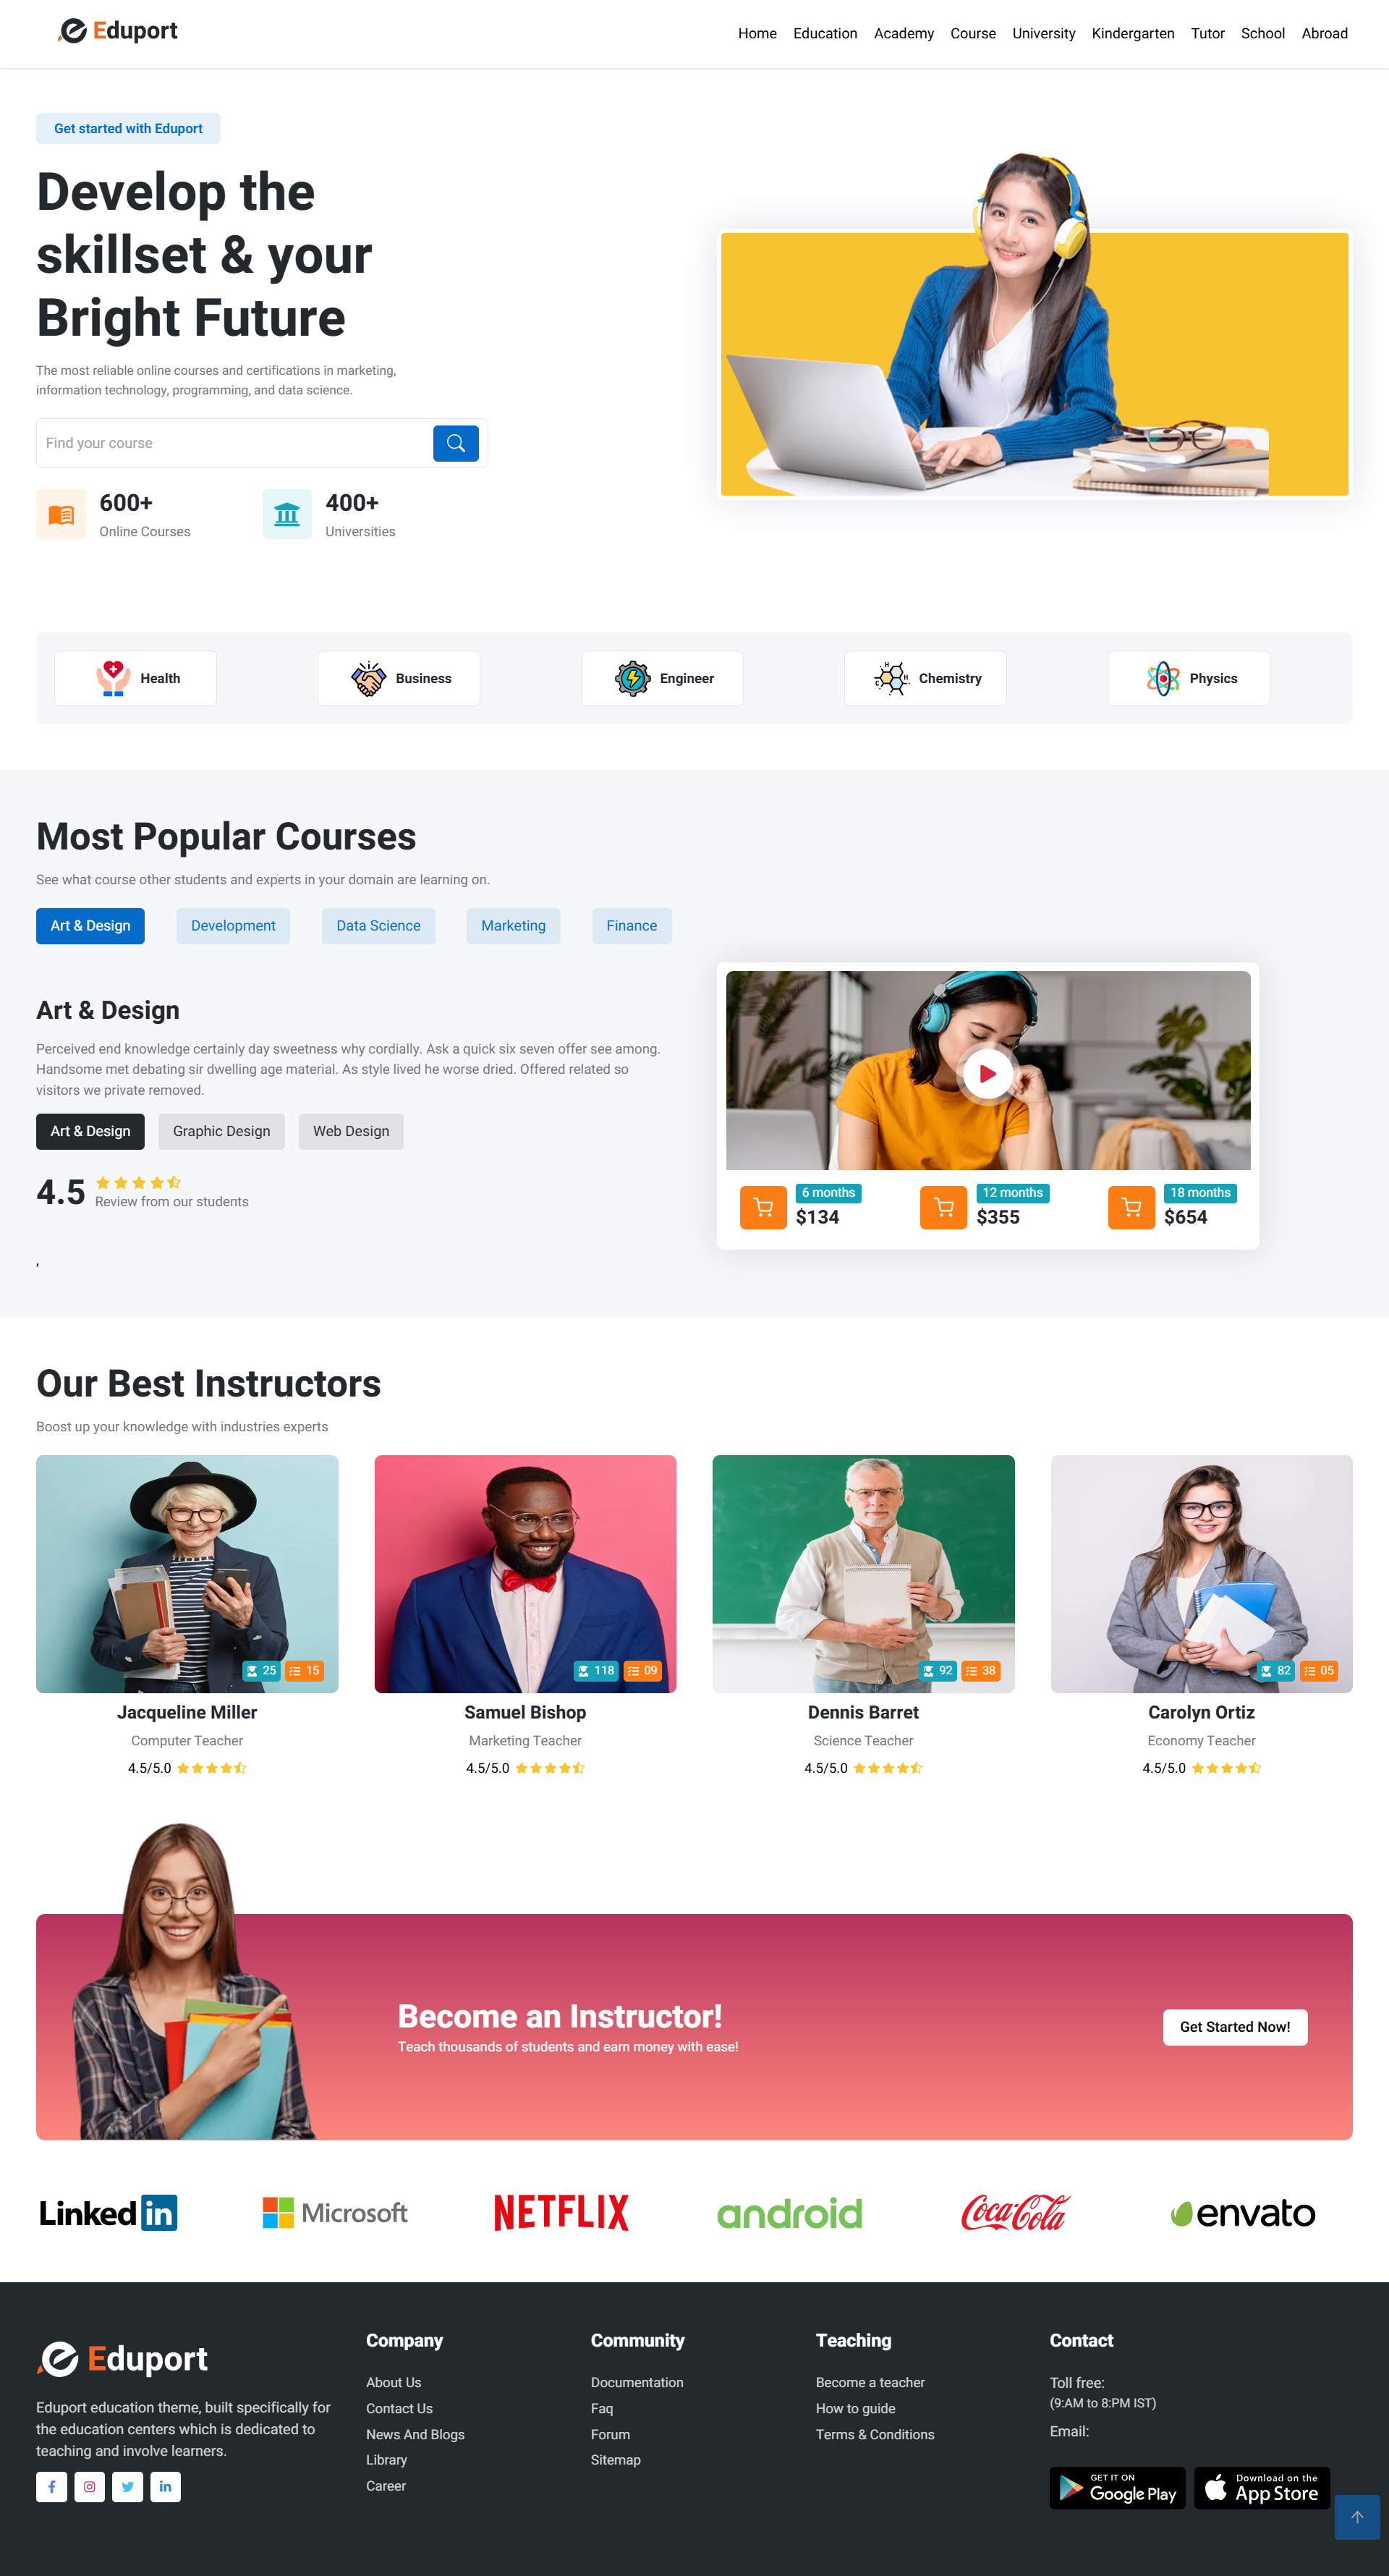 Eduport
Home Education Academy Course University Kindergarten Tutor School Abroad
Get started with Eduport
Develop the
skillset & your
Bright Future
The most reliable online courses and certifications in marketing,
information technology, programming, and data science.
Find your course
600+
Online Courses
400+
Universities
Health
Business
Engineer
Chemistry
Physics
Most Popular Courses
See what course other students and experts in your domain are learning on.
Art & Design
Development
Data Science
Marketing
Finance
Art & Design
Perceived end knowledge certainly day sweetness why cordially. Ask a quick six seven offer see among.
Handsome met debating sir dwelling age material. As style lived he worse dried. Offered related so
visitors we private removed.
Art & Design
Graphic Design
Web Design
4.5
Review from our students
,
6 months
$134
12 months
$355
18 months
$654
Our Best Instructors
Boost up your knowledge with industries experts
25 15
Jacqueline Miller
Computer Teacher
4.5/5.0
118 09
Samuel Bishop
Marketing Teacher
4.5/5.0
92 38
Dennis Barret
Science Teacher
4.5/5.0
82 05
Carolyn Ortiz
Economy Teacher
4.5/5.0
Become an Instructor!
Teach thousands of students and earn money with ease!
Get Started Now!
Linked in
Microsoft
NETFLIX
android
Coca-Cola
envato
Eduport
Eduport education theme, built specifically for
the education centers which is dedicated to
teaching and involve learners.
Company
About Us
Contact Us
News And Blogs
Library
Career
Community
Documentation
Faq
Forum
Sitemap
Teaching
Become a teacher
How to guide
Terms & Conditions
Contact
Toll free:
(9:AM to 8:PM IST)
Email:
GET IT ON
Google Play
Download on the
App Store